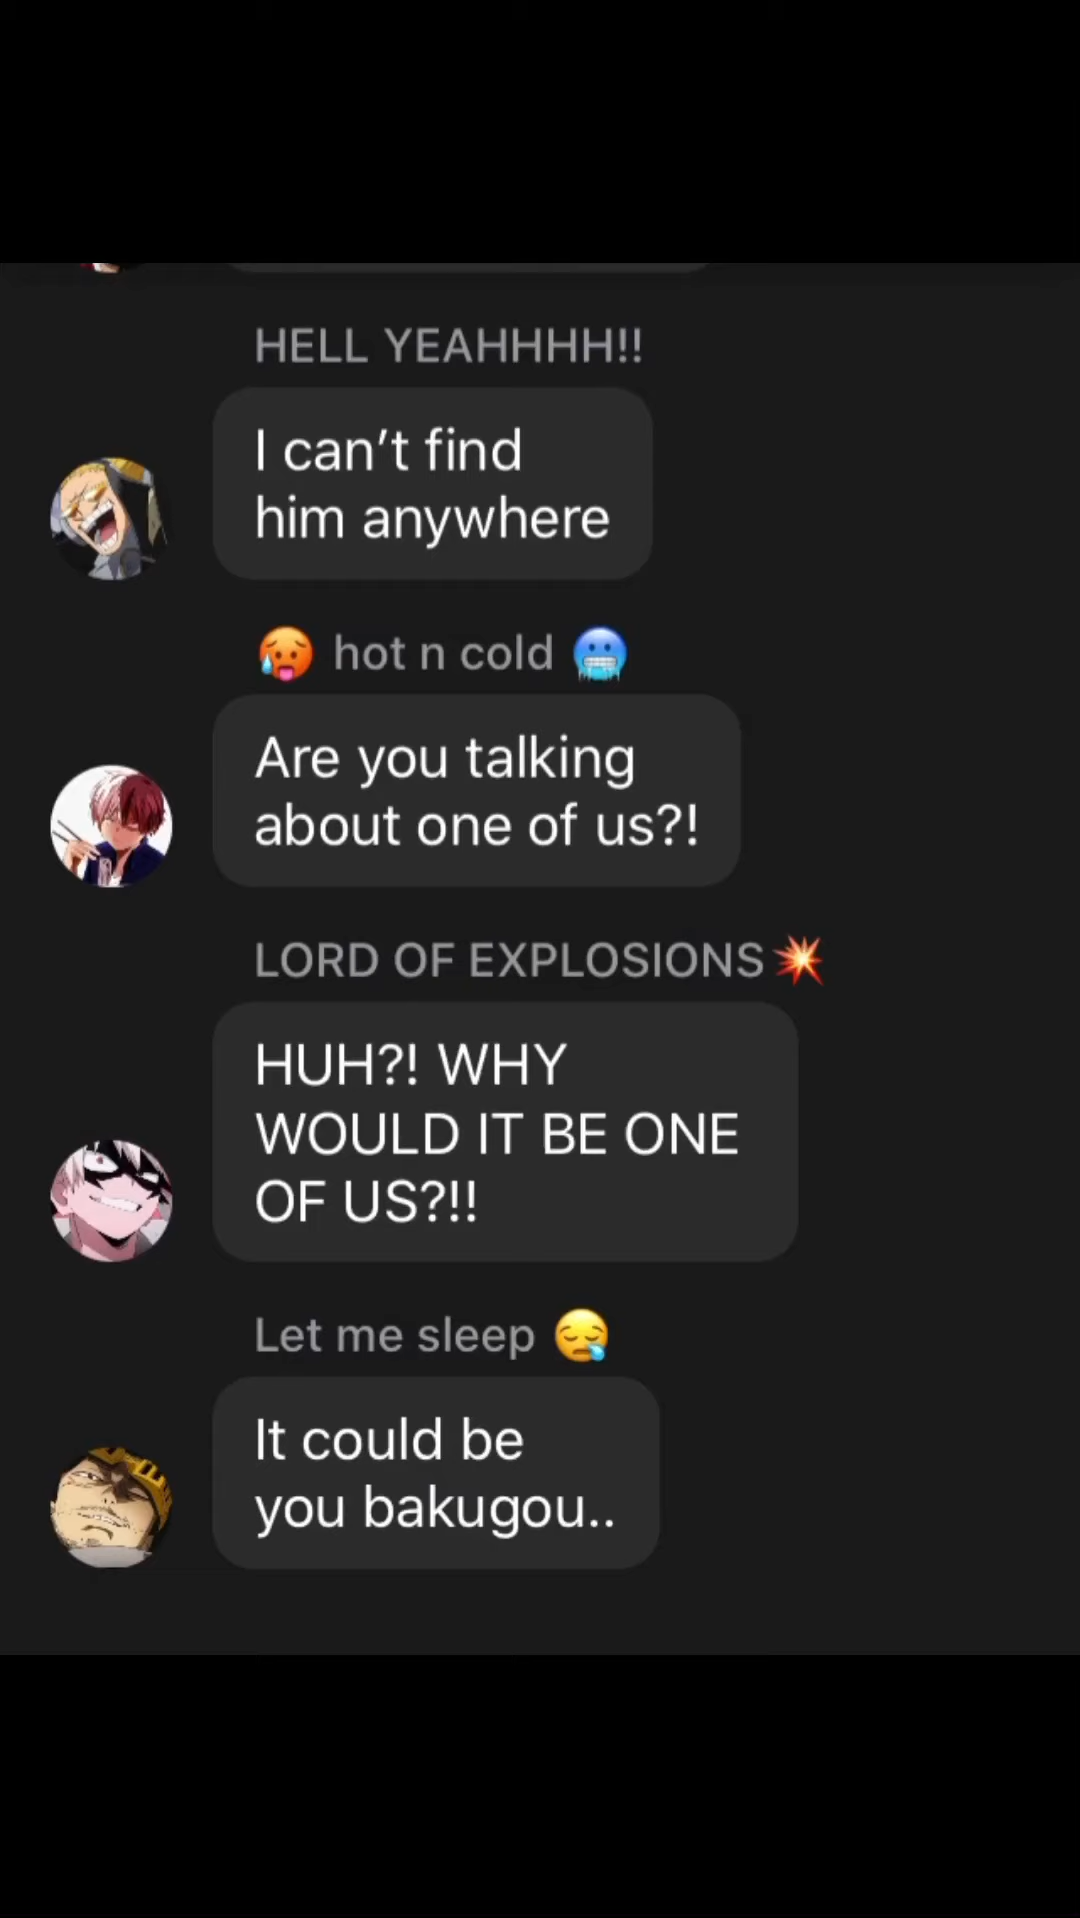 HELL YEAHHHH!!
I can’t find
him anywhere
🥵 hot n cold 🥶
Are you talking
about one of us?!
LORD OF EXPLOSIONS💥
HUH?! WHY
WOULD IT BE ONE
OF US?!!
Let me sleep 😪
It could be
you bakugou..